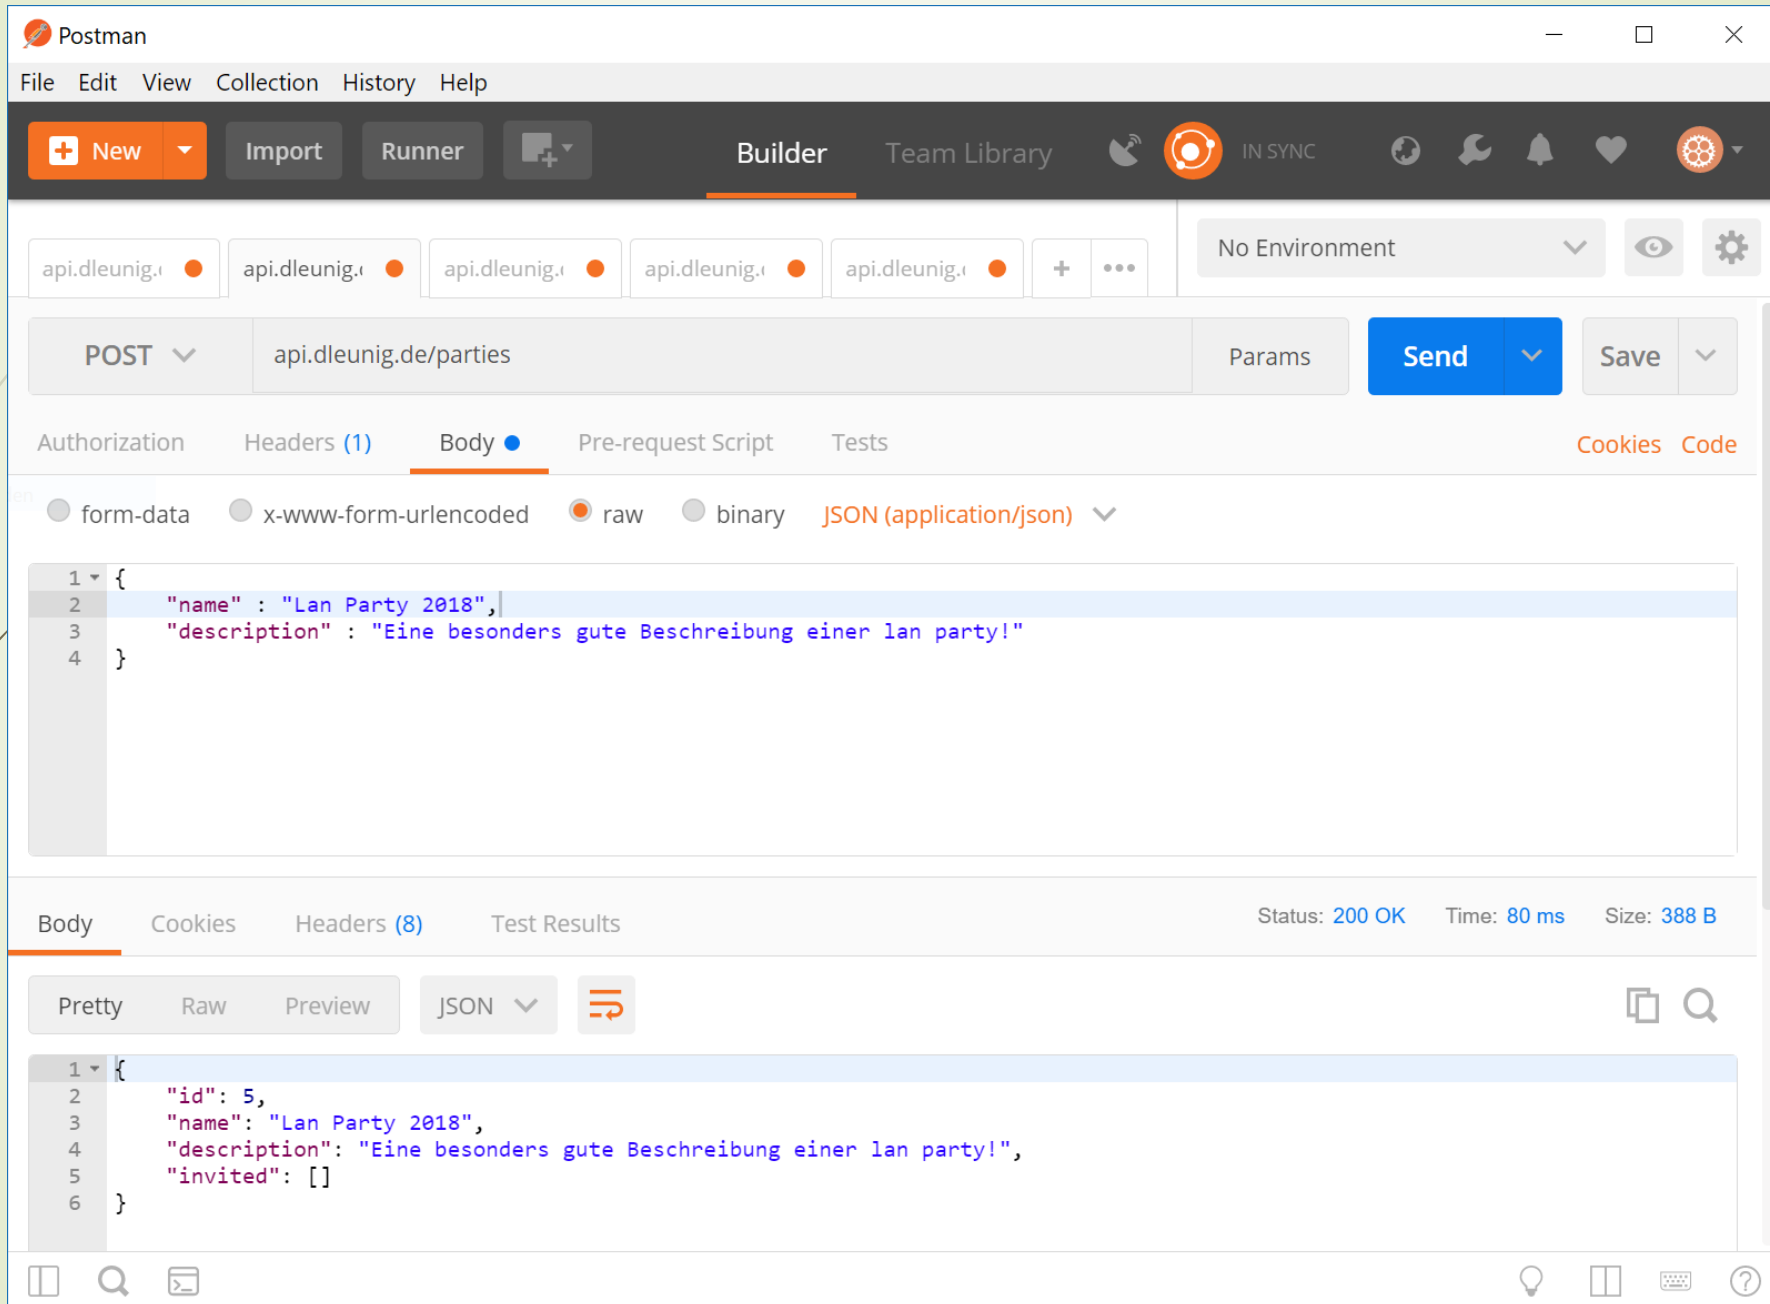 Postman
File Edit View Collection History Help
New Import Runner Builder Team Library IN SYNC
api.dleunig. api.dleunig. api.dleunig. api.dleunig. api.dleunig. + ••• No Environment
POST api.dleunig.de/parties Params Send Save
Authorization Headers (1) Body Pre-request Script Tests Cookies Code
form-data x-www-form-urlencoded raw binary JSON (application/json)
1 {
2 "name" : "Lan Party 2018",
3 "description" : "Eine besonders gute Beschreibung einer lan party!"
4 }
Body Cookies Headers (8) Test Results Status: 200 OK Time: 80 ms Size: 388 B
Pretty Raw Preview JSON
1 {
2 "id": 5,
3 "name": "Lan Party 2018",
4 "description": "Eine besonders gute Beschreibung einer lan party!",
5 "invited": []
6 }